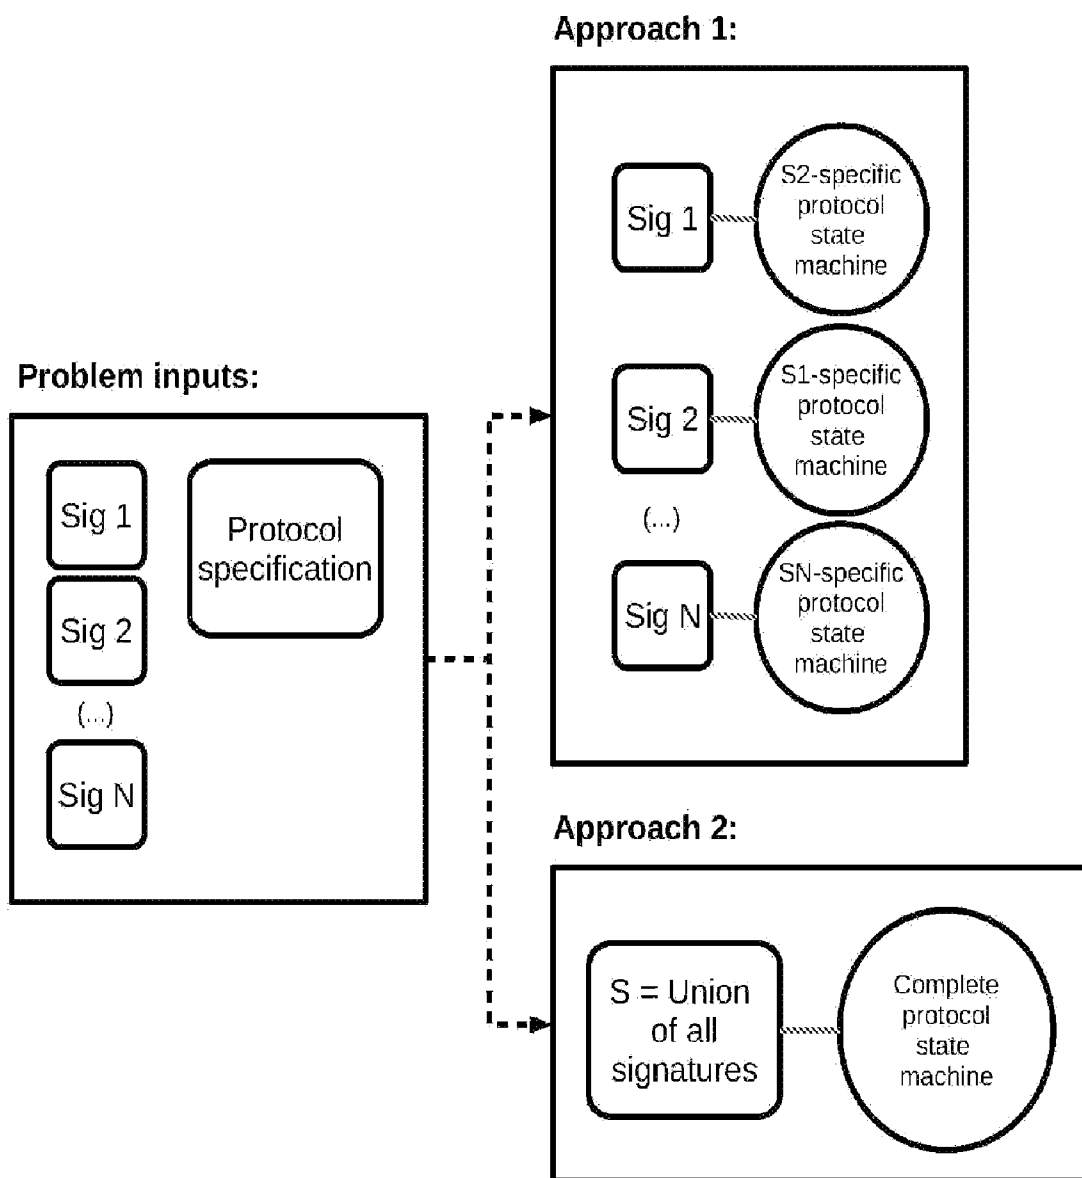 Problem inputs:
Sig 1
Sig 2
(...)
Sig N
Protocol
specification
Approach 1:
Sig 1
S2-specific
protocol
state
machine
Sig 2
S1-specific
protocol
state
machine
(...)
Sig N
SN-specific
protocol
state
machine
Approach 2:
S = Union
of all
signatures
Complete
protocol
state
machine